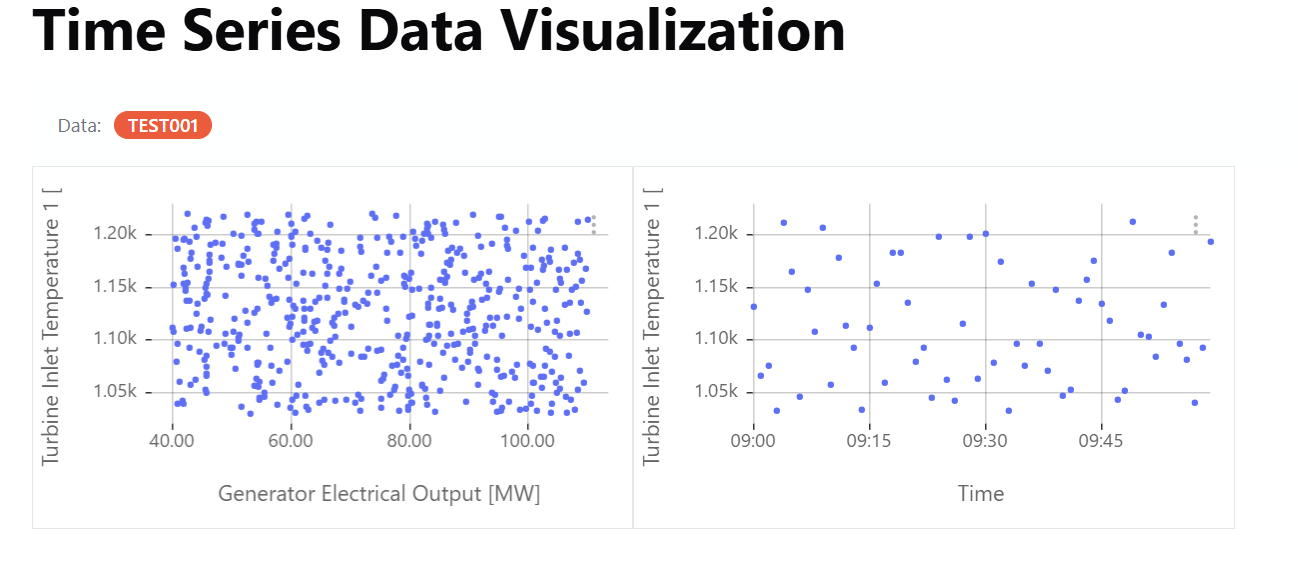 Time Series Data Visualization
Data: TEST001
Turbine Inlet Temperature 1 [
1.20k
1.15k
1.10k
1.05k
40.00 60.00 80.00 100.00
Generator Electrical Output [MW]
Turbine Inlet Temperature 1 [
1.20k
1.15k
1.10k
1.05k
09:00 09:15 09:30 09:45
Time